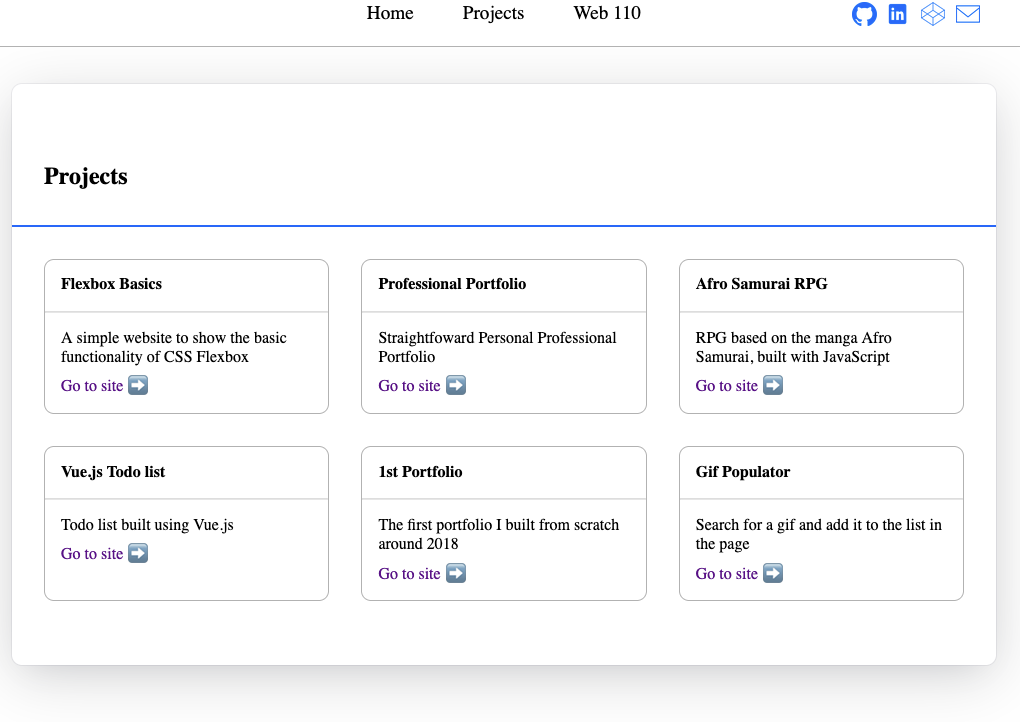 Home Projects Web 110
in
Projects
Flexbox Basics
A simple website to show the basic
functionality of CSS Flexbox
Go to site ➡️
Professional Portfolio
Straightfoward Personal Professional
Portfolio
Go to site ➡️
Afro Samurai RPG
RPG based on the manga Afro
Samurai, built with JavaScript
Go to site ➡️
Vue.js Todo list
Todo list built using Vue.js
Go to site ➡️
1st Portfolio
The first portfolio I built from scratch
around 2018
Go to site ➡️
Gif Populator
Search for a gif and add it to the list in
the page
Go to site ➡️